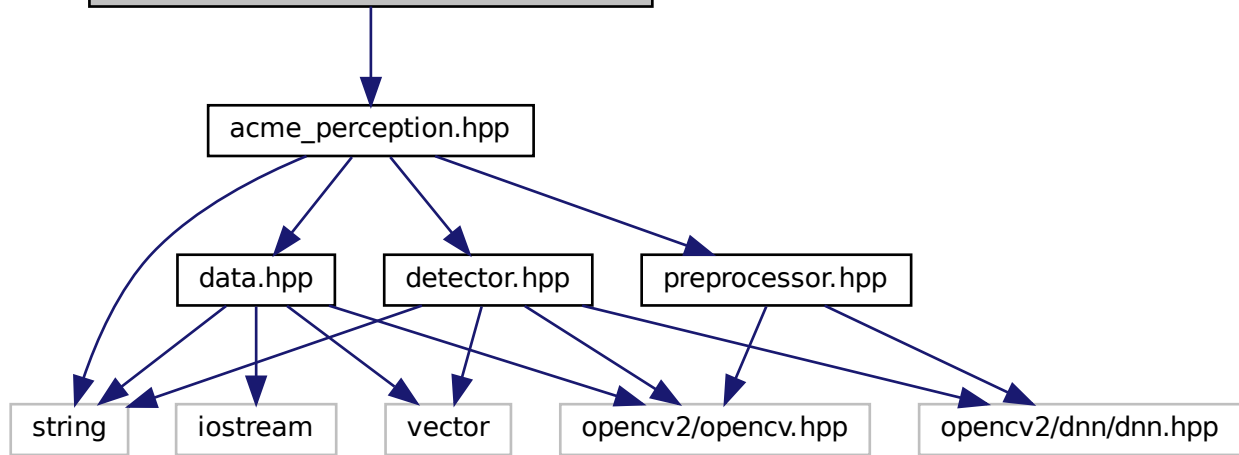 acme_perception.hpp
data.hpp
detector.hpp
preprocessor.hpp
string
iostream
vector
opencv2/opencv.hpp
opencv2/dnn/dnn.hpp